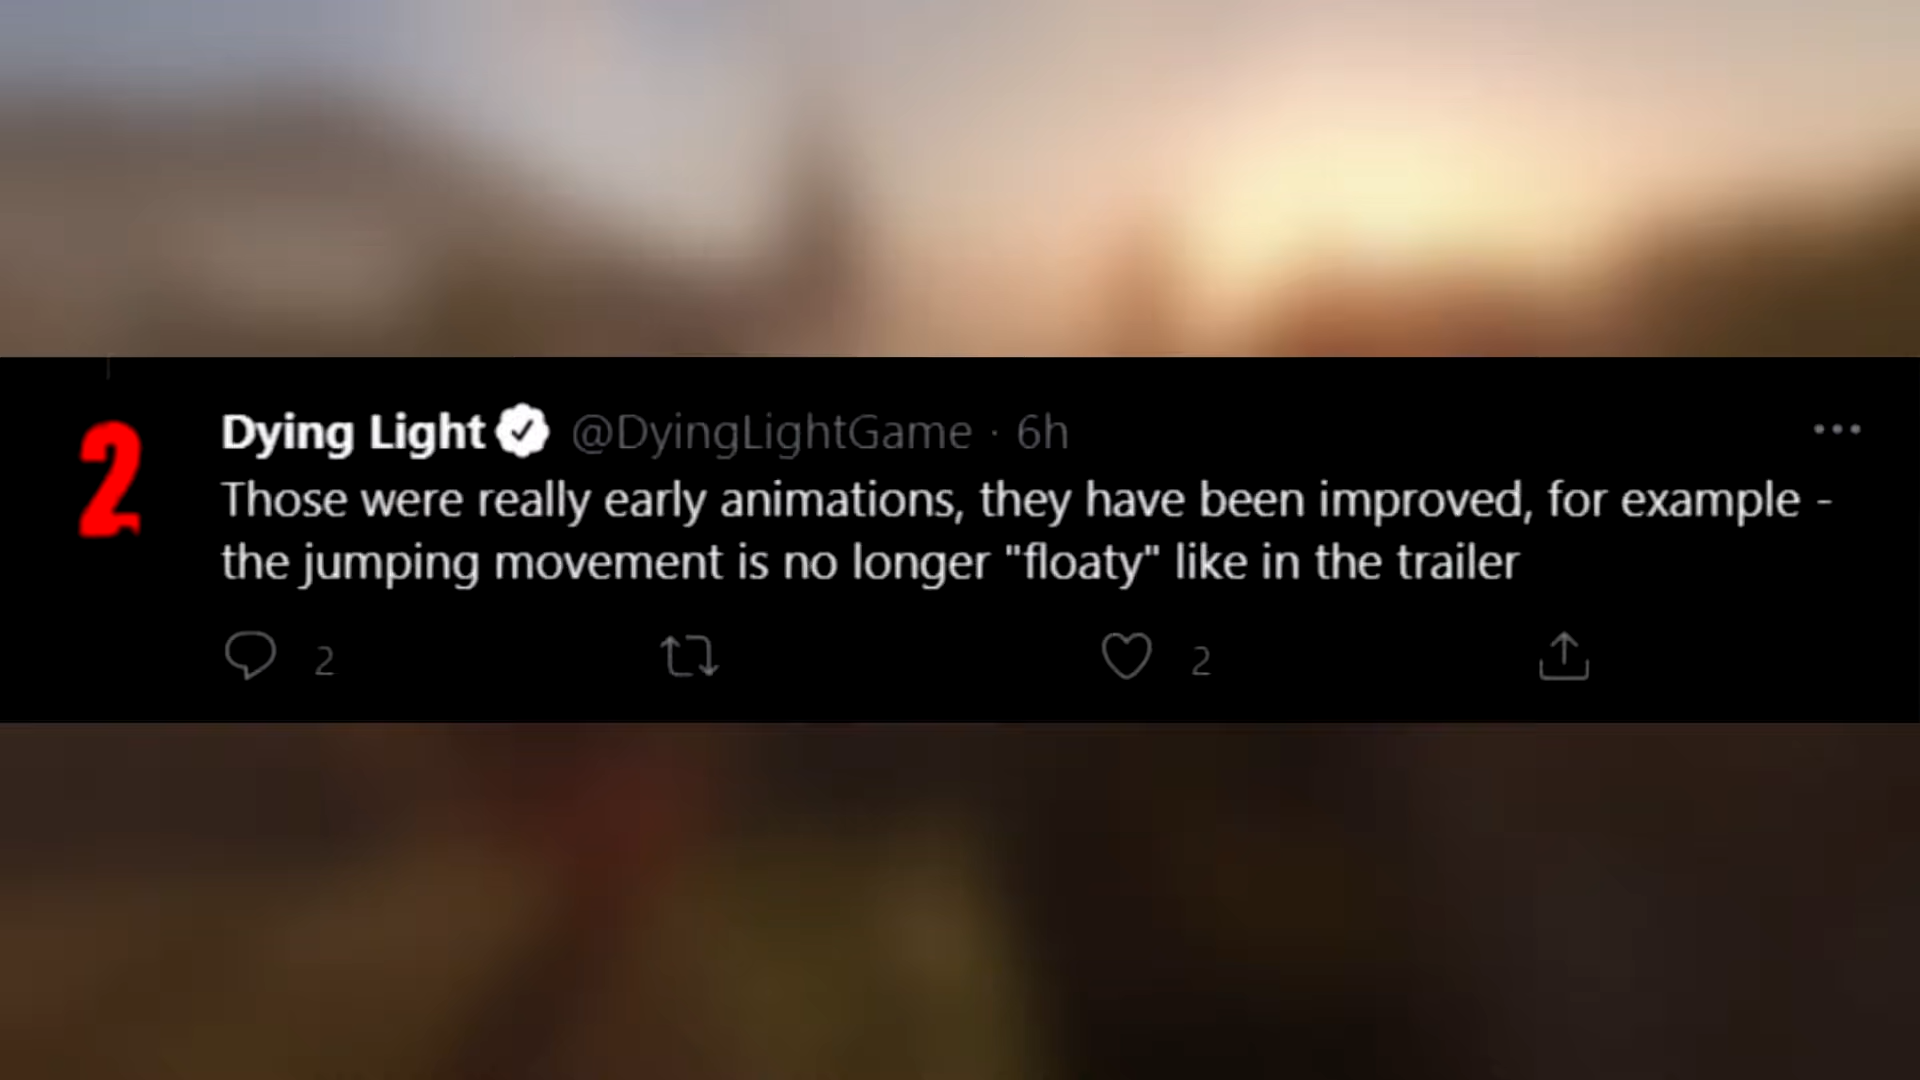 2
Dying Light @DyingLightGame · 6h
Those were really early animations, they have been improved, for example -
the jumping movement is no longer "floaty" like in the trailer
2 2